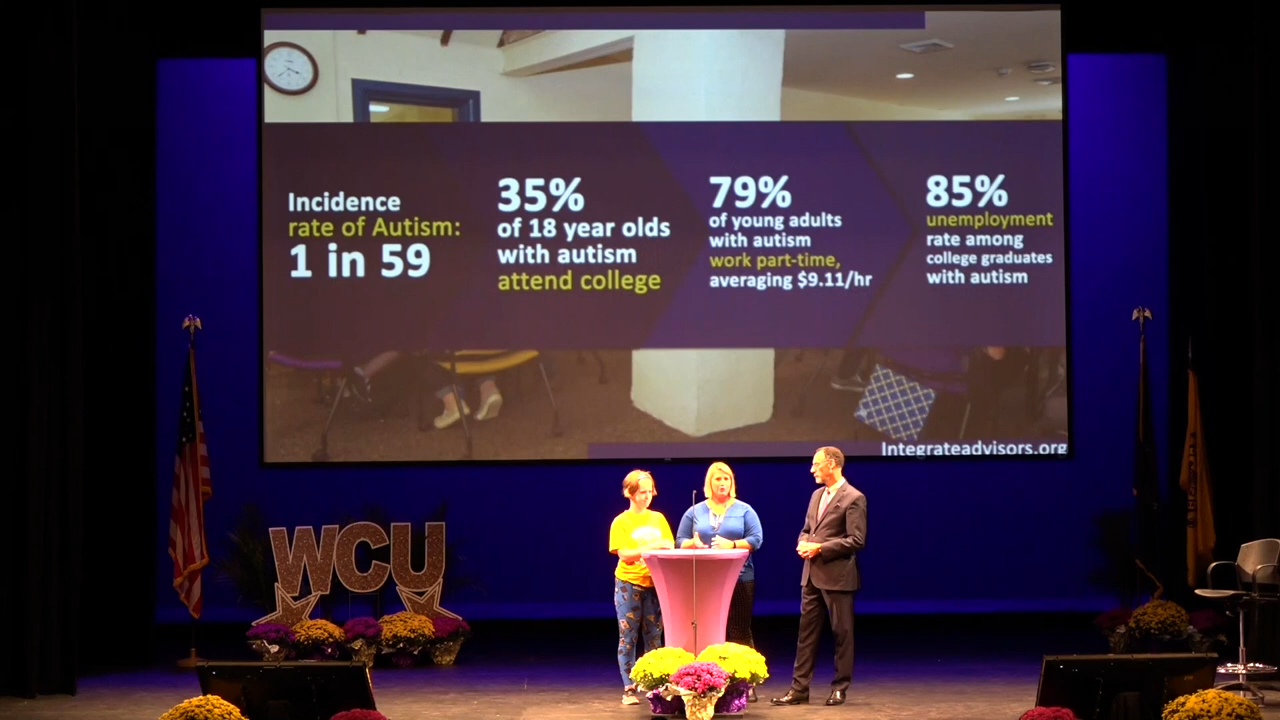 Incidence
rate of Autism:
1 in 59
35%
of 18 year olds
with autism
attend college
79%
of young adults
with autism
work part-time,
averaging $9.11/hr
85%
unemployment
rate among
college graduates
with autism
Integrateadvisors.org
WCU